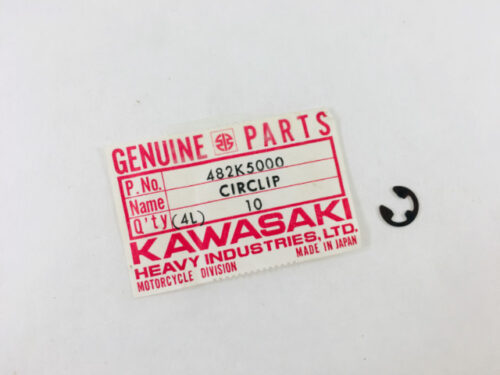 GENUINE PARTS
P.No. 482K5000
Name CIRCLIP
Q'ty (4L) 10
KAWASAKI
HEAVY INDUSTRIES, LTD.
MOTORCYCLE DIVISION MADE IN JAPAN